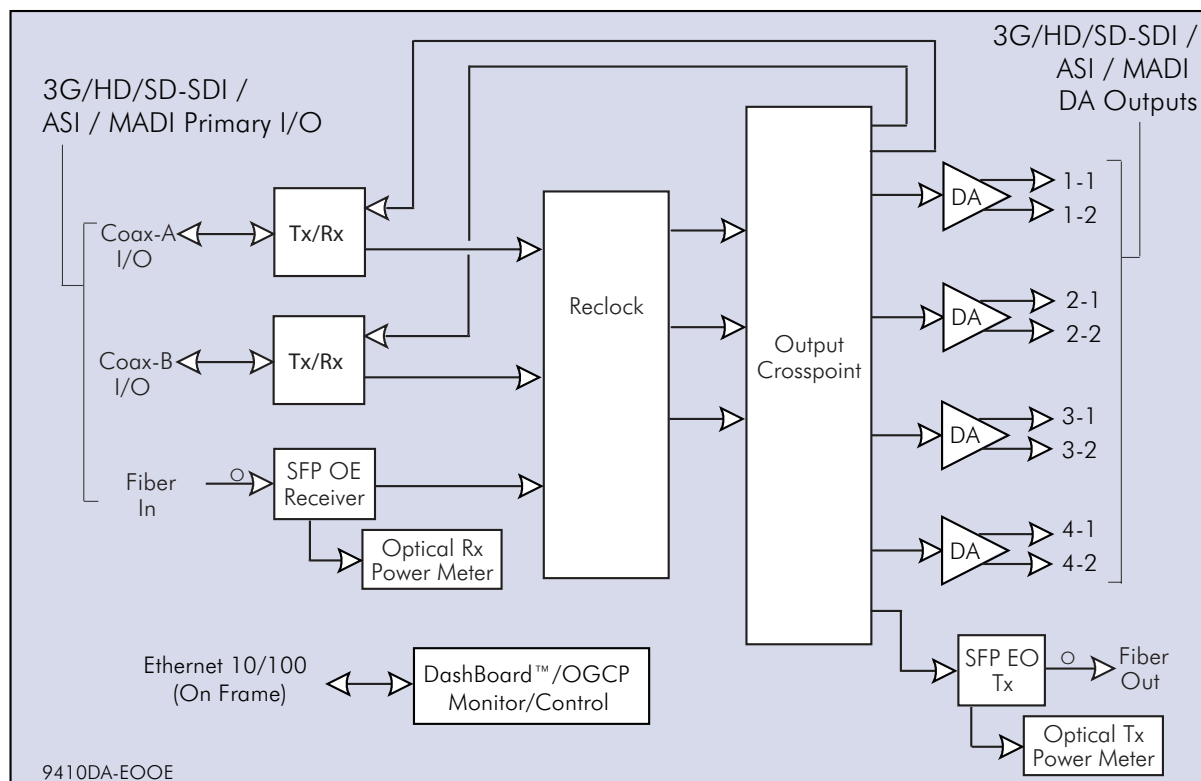 3G/HD/SD-SDI /
ASI / MADI Primary I/O
3G/HD/SD-SDI /
ASI / MADI
DA Outputs
Coax-A
I/O
Tx/Rx
Coax-B
I/O
Tx/Rx
Fiber
In
SFP OE
Receiver
Optical Rx
Power Meter
Reclock
Output
Crosspoint
DA
1-1
1-2
DA
2-1
2-2
DA
3-1
3-2
DA
4-1
4-2
SFP EO
Tx
Fiber
Out
Optical Tx
Power Meter
Ethernet 10/100
(On Frame)
DashBoard™/OGCP
Monitor/Control
9410DA-EOOE